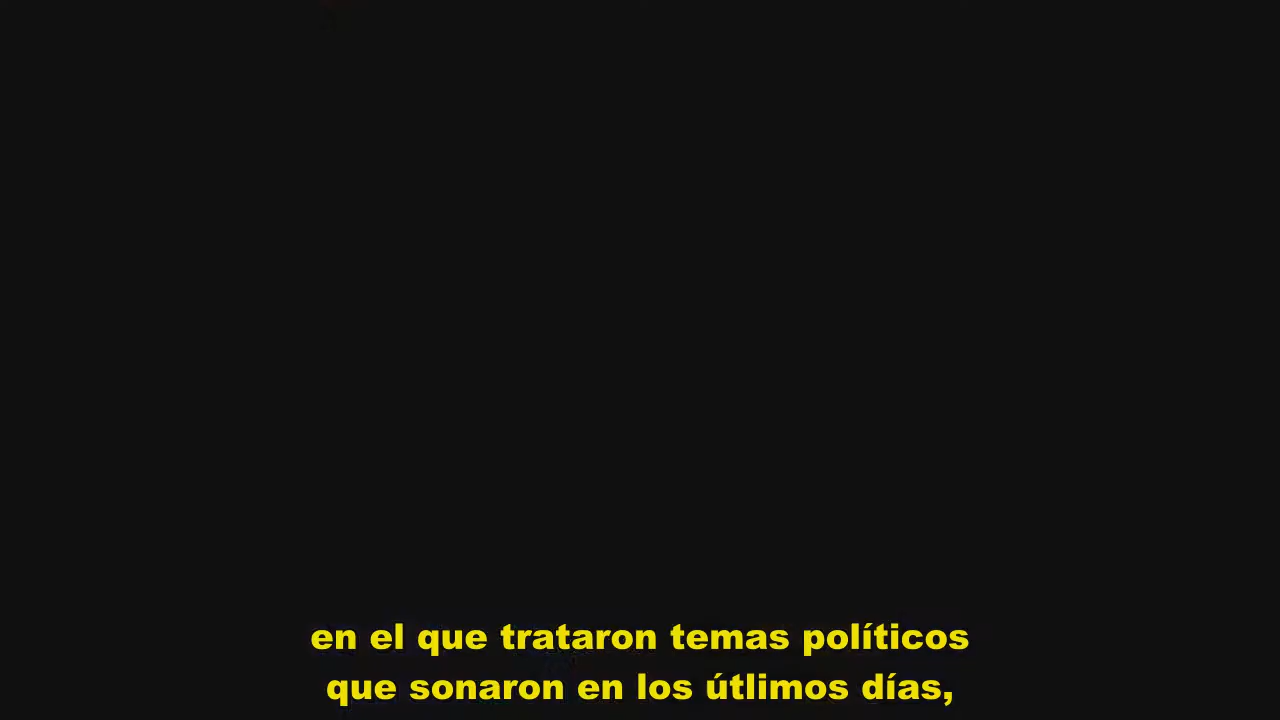 en el que trataron temas políticos
que sonaron en los útlimos días,